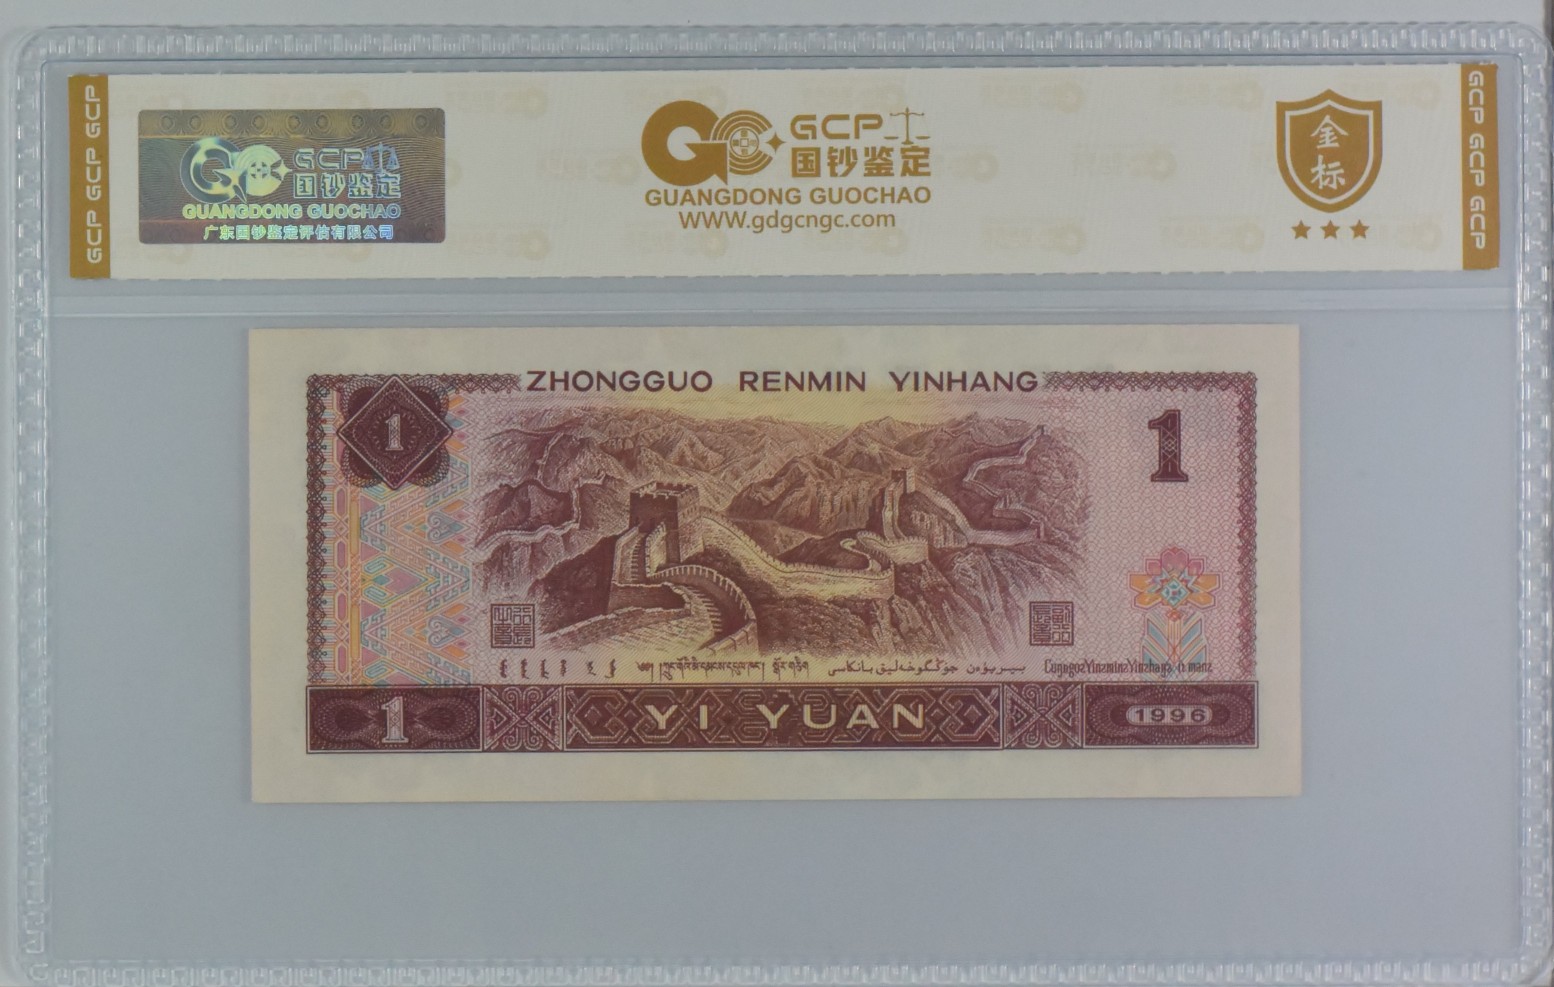 GCP GCP GCP
GCP
国钞鉴定
GUANGDONG GUOCHAO
广东国钞鉴定评估有限公司
GCP
国钞鉴定
GUANGDONG GUOCHAO
WWW.gdgcngc.com
金
标
GCP GCP GCP
ZHONGGUO RENMIN YINHANG
1
1
1
YI YUAN
1996